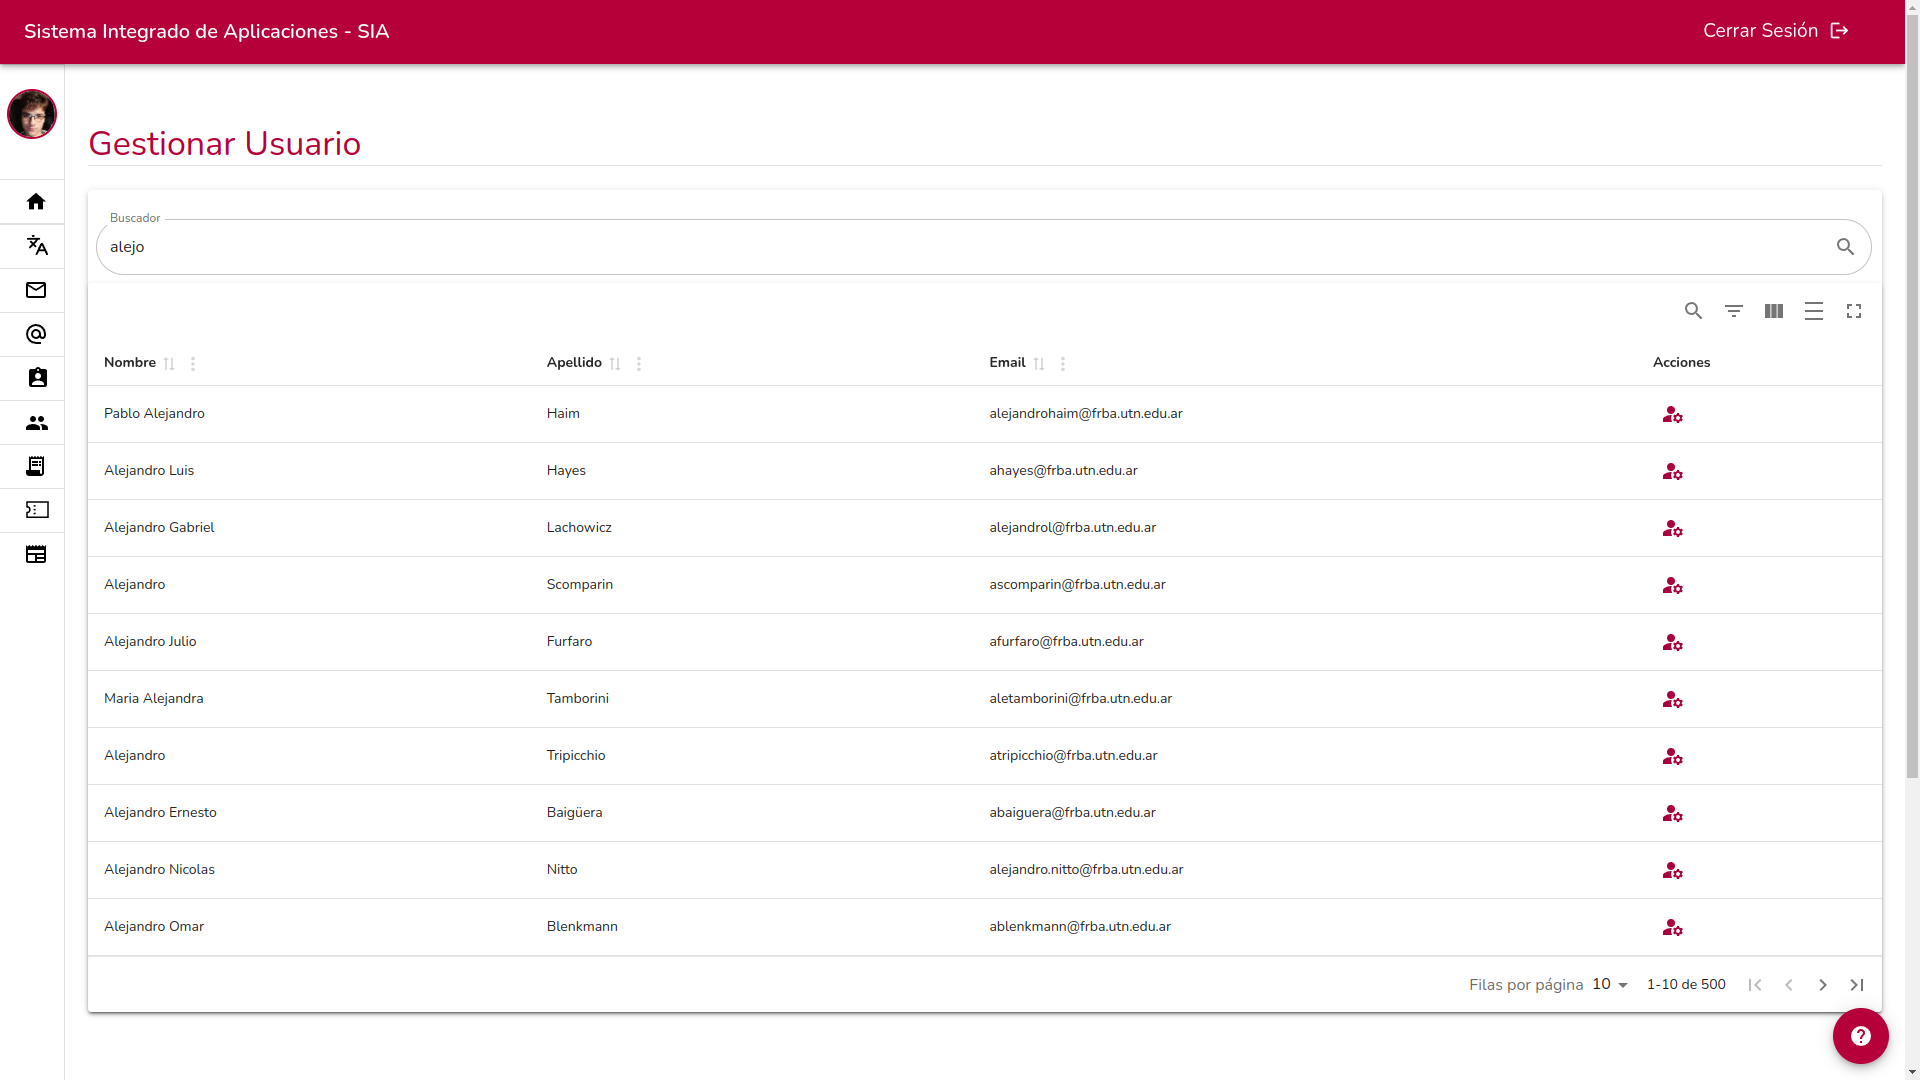 Sistema Integrado de Aplicaciones - SIA
Cerrar Sesión
Gestionar Usuario
Buscador
alejo
Nombre Apellido Email Acciones
Pablo Alejandro Haim alejandrohaim@frba.utn.edu.ar
Alejandro Luis Hayes ahayes@frba.utn.edu.ar
Alejandro Gabriel Lachowicz alejandrol@frba.utn.edu.ar
Alejandro Scomparin ascomparin@frba.utn.edu.ar
Alejandro Julio Furfaro afurfaro@frba.utn.edu.ar
Maria Alejandra Tamborini aletamborini@frba.utn.edu.ar
Alejandro Tripicchio atripicchio@frba.utn.edu.ar
Alejandro Ernesto Baigüera abaiguera@frba.utn.edu.ar
Alejandro Nicolas Nitto alejandro.nitto@frba.utn.edu.ar
Alejandro Omar Blenkmann ablenkmann@frba.utn.edu.ar
Filas por página 10 1-10 de 500